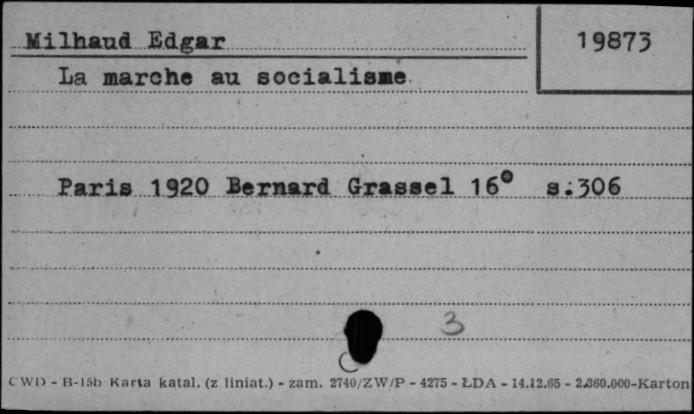 Milhaud Edgar
19873
La marche au socialisme
Paris 1920 Bernard Grassel 16° s.306
3
CWD - B-15b Karta katal. (z liniat.) - zam. 2740/ZW/P - 4275 - ŁDA - 14.12.65 - 2.360.000-Karton